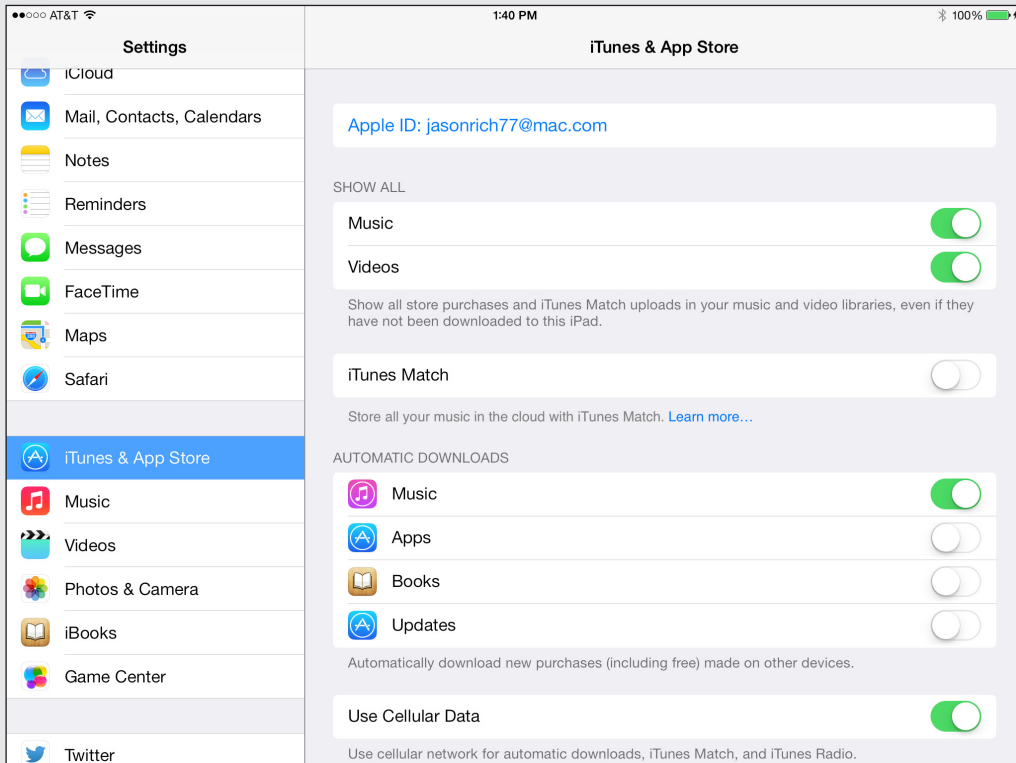 AT&T
1:40 PM
100%
Settings
iCloud
Mail, Contacts, Calendars
Notes
Reminders
Messages
FaceTime
Maps
Safari
iTunes & App Store
Music
Videos
Photos & Camera
iBooks
Game Center
Twitter
iTunes & App Store
Apple ID: jasonrich77@mac.com
SHOW ALL
Music
Videos
Show all store purchases and iTunes Match uploads in your music and video libraries, even if they
have not been downloaded to this iPad.
iTunes Match
Store all your music in the cloud with iTunes Match. Learn more...
AUTOMATIC DOWNLOADS
Music
Apps
Books
Updates
Automatically download new purchases (including free) made on other devices.
Use Cellular Data
Use cellular network for automatic downloads, iTunes Match, and iTunes Radio.